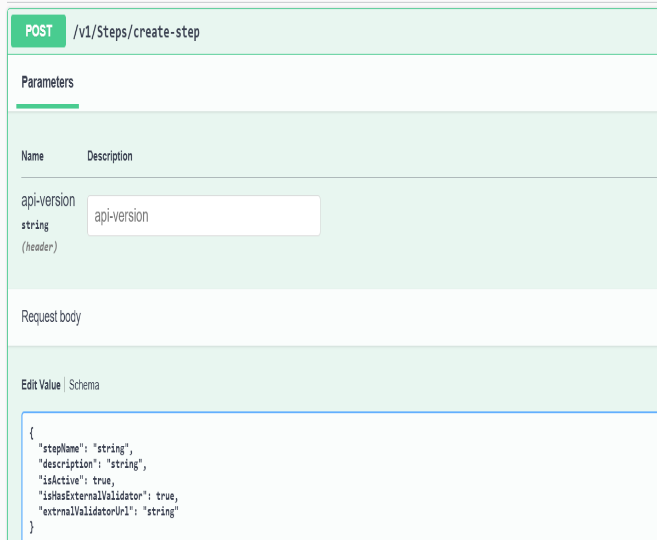 POST /v1/Steps/create-step
Parameters
Name Description
api-version
string
(header)
api-version
Request body
Edit Value | Schema
{
"stepName": "string",
"description": "string",
"isActive": true,
"isHasExternalValidator": true,
"extrnalValidatorUrl": "string"
}